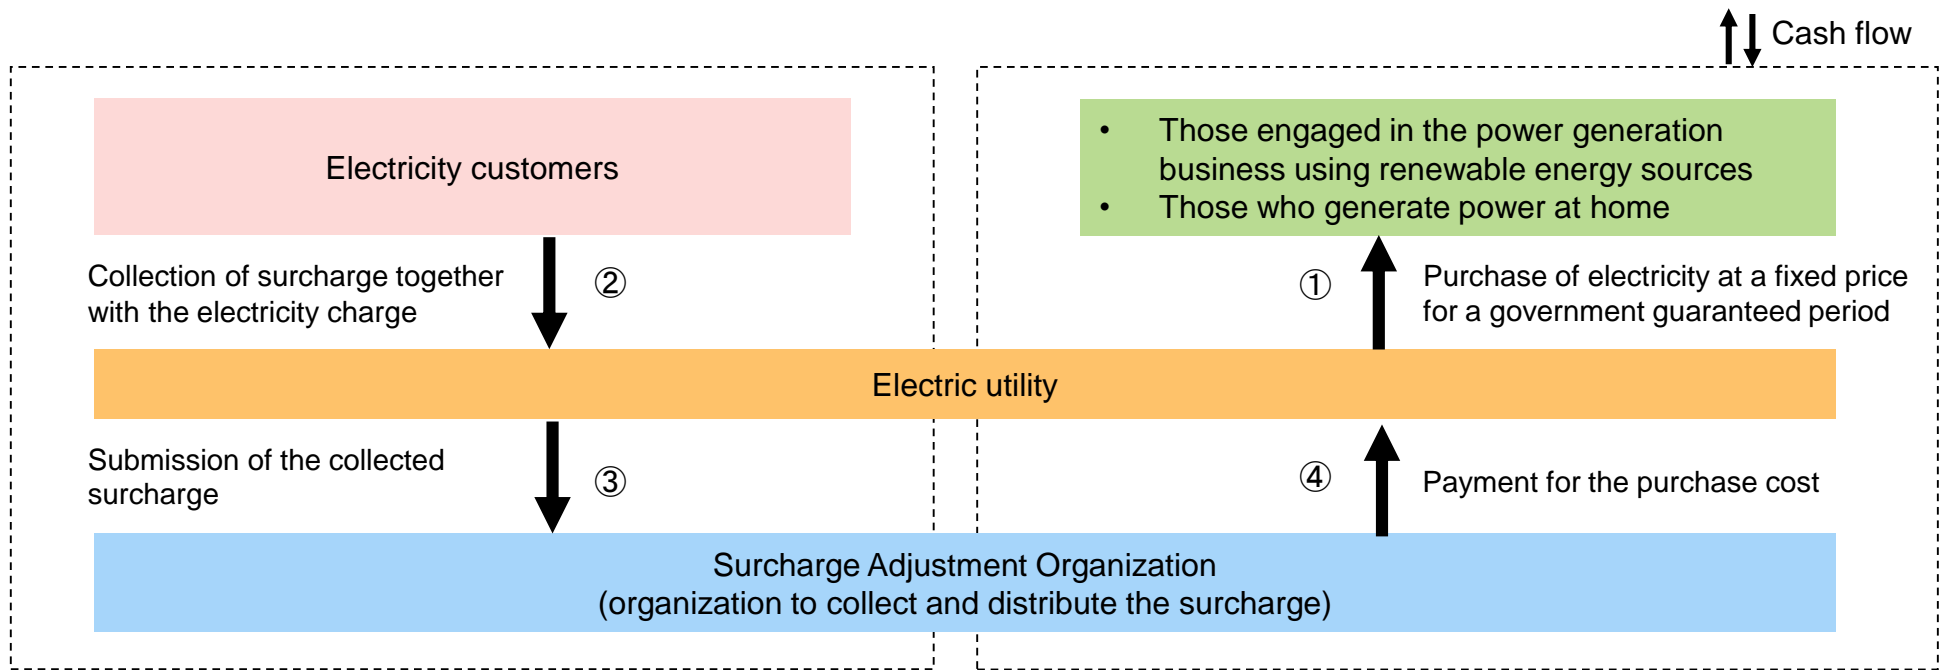 Cash flow
Electricity customers
• Those engaged in the power generation
business using renewable energy sources
• Those who generate power at home
Collection of surcharge together
with the electricity charge
②
①
Purchase of electricity at a fixed price
for a government guaranteed period
Electric utility
Submission of the collected
surcharge
③
④
Payment for the purchase cost
Surcharge Adjustment Organization
(organization to collect and distribute the surcharge)